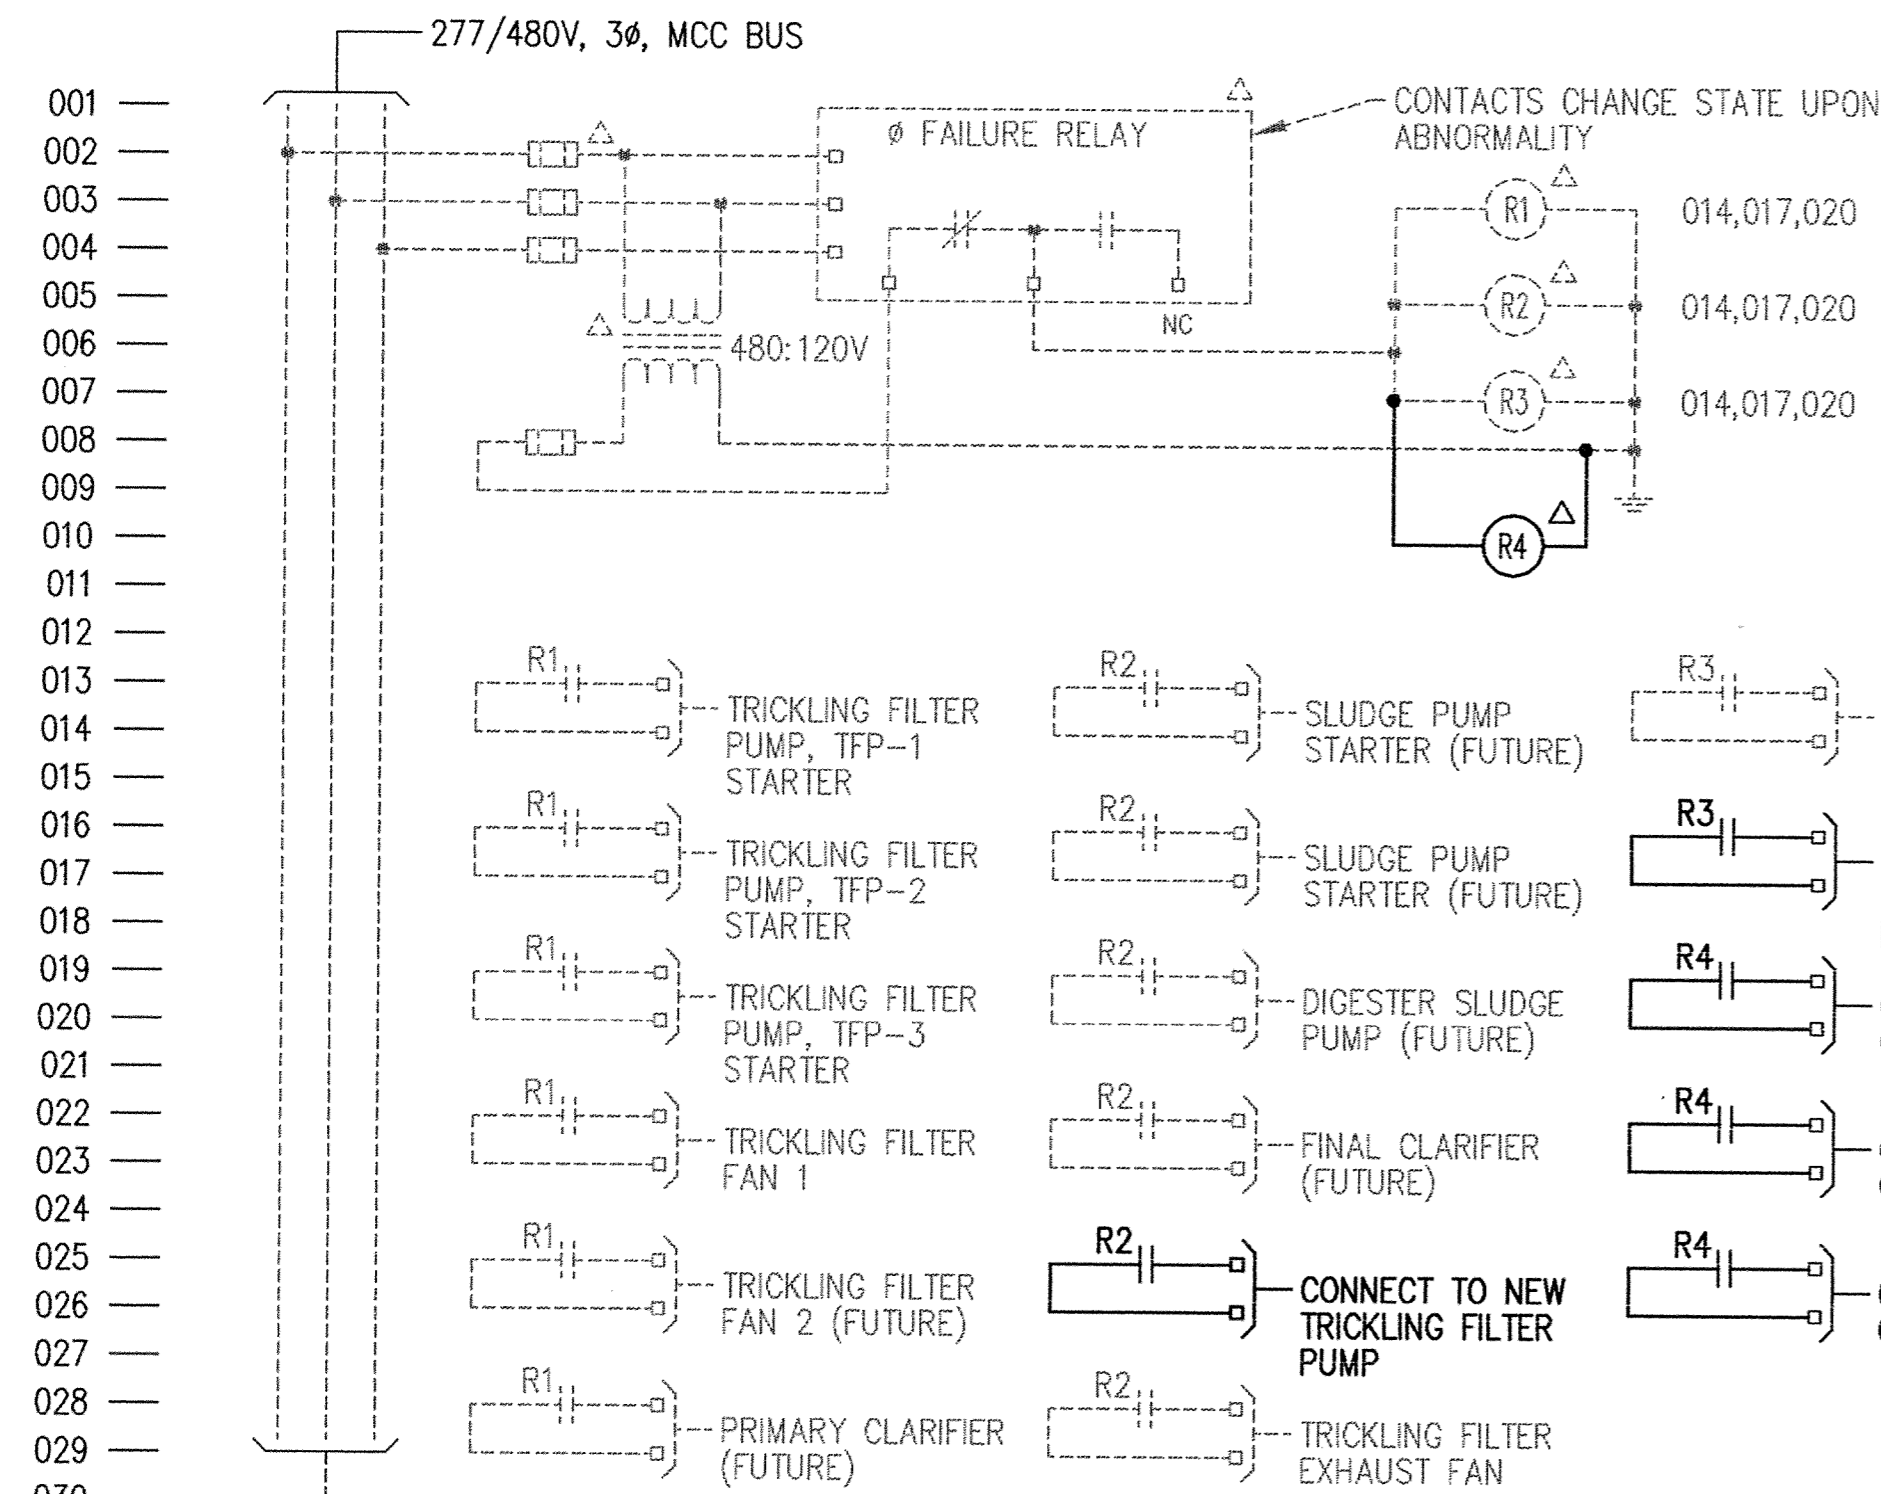 277/480V, 3Ø, MCC BUS
001
002
003
004
005
006
007
008
009
010
011
012
013
014
015
016
017
018
019
020
021
022
023
024
025
026
027
028
029
Ø FAILURE RELAY
CONTACTS CHANGE STATE UPON
ABNORMALITY
NC
480:120V
R1
014,017,020
R2
014,017,020
R3
014,017,020
R4
R1
TRICKLING FILTER
PUMP, TFP-1
STARTER
R1
TRICKLING FILTER
PUMP, TFP-2
STARTER
R1
TRICKLING FILTER
PUMP, TFP-3
STARTER
R1
TRICKLING FILTER
FAN 1
R1
TRICKLING FILTER
FAN 2 (FUTURE)
R1
PRIMARY CLARIFIER
(FUTURE)
R2
SLUDGE PUMP
STARTER (FUTURE)
R2
SLUDGE PUMP
STARTER (FUTURE)
R2
DIGESTER SLUDGE
PUMP (FUTURE)
R2
FINAL CLARIFIER
(FUTURE)
R2
CONNECT TO NEW
TRICKLING FILTER
PUMP
R2
TRICKLING FILTER
EXHAUST FAN
R3
R3
R4
R4
R4